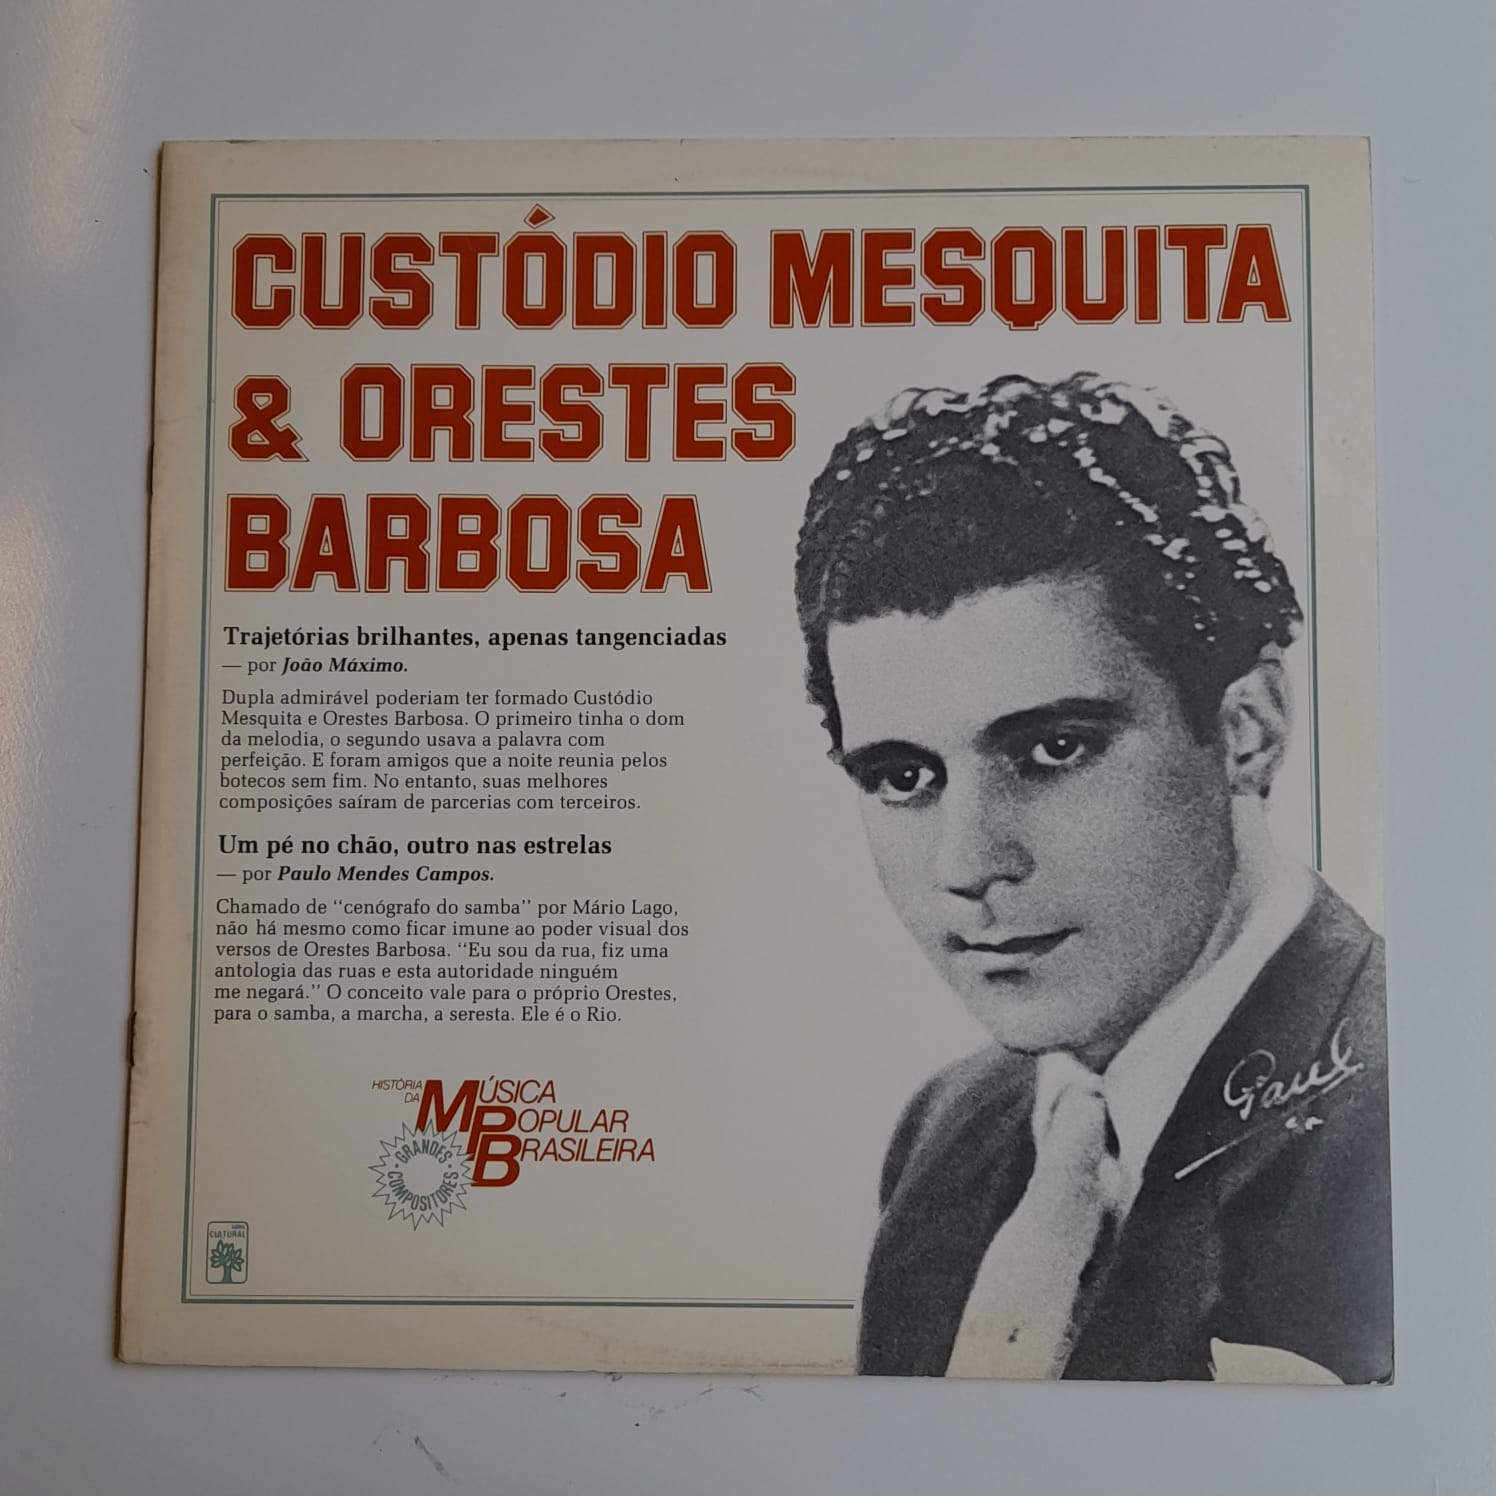 CUSTÓDIO MESQUITA
& ORESTES
BARBOSA
Trajetórias brilhantes, apenas tangenciadas
— por João Máximo.
Dupla admirável poderiam ter formado Custódio
Mesquita e Orestes Barbosa. O primeiro tinha o dom
da melodia, o segundo usava a palavra com
perfeição. E foram amigos que a noite reunia pelos
botecos sem fim. No entanto, suas melhores
composições saíram de parcerias com terceiros.
Um pé no chão, outro nas estrelas
— por Paulo Mendes Campos.
Chamado de “cenógrafo do samba” por Mário Lago,
não há mesmo como ficar imune ao poder visual dos
versos de Orestes Barbosa. “Eu sou da rua, fiz uma
antologia das ruas e esta autoridade ninguém
me negará.” O conceito vale para o próprio Orestes,
para o samba, a marcha, a seresta. Ele é o Rio.
HISTÓRIA
DA
MÚSICA
POPULAR
BRASILEIRA
GRANDES
COMPOSITORES
ABRIL
CULTURAL
Paul